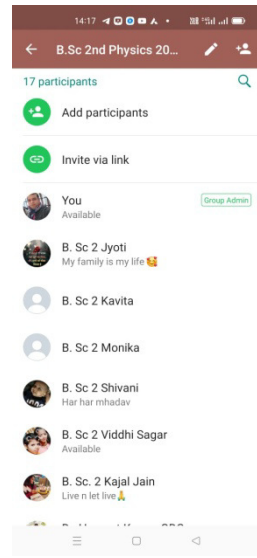 14:17
B.Sc 2nd Physics 20...
17 participants
Add participants
Invite via link
You
Group Admin
Available
B. Sc 2 Jyoti
My family is my life 🥰
B. Sc 2 Kavita
B. Sc 2 Monika
B. Sc 2 Shivani
Har har mhadav
B. Sc 2 Viddhi Sagar
Available
B. Sc. 2 Kajal Jain
Live n let live🙏